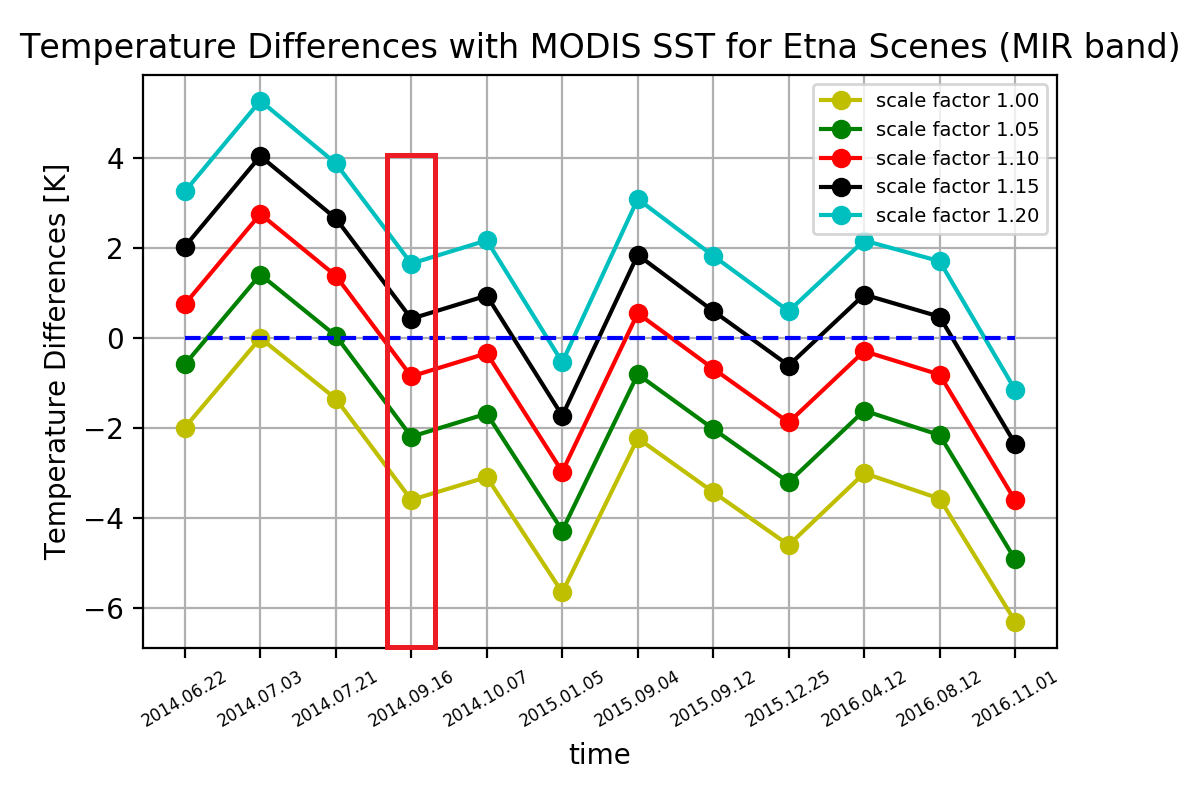 Temperature Differences with MODIS SST for Etna Scenes (MIR band)
scale factor 1.00
scale factor 1.05
scale factor 1.10
scale factor 1.15
scale factor 1.20
Temperature Differences [K]
4
2
0
−2
−4
−6
2014.06.22
2014.07.03
2014.07.21
2014.09.16
2014.10.07
2015.01.05
2015.09.04
2015.09.12
2015.12.25
2016.04.12
2016.08.12
2016.11.01
time